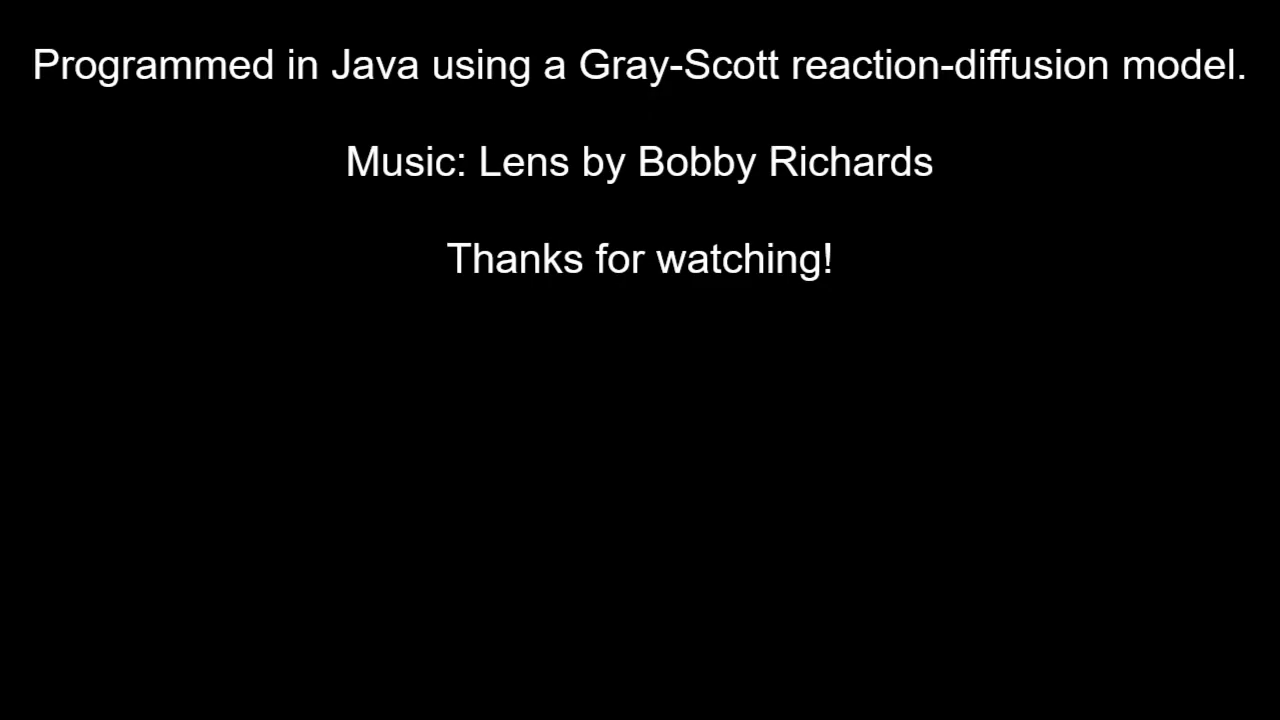 Programmed in Java using a Gray-Scott reaction-diffusion model.
Music: Lens by Bobby Richards
Thanks for watching!